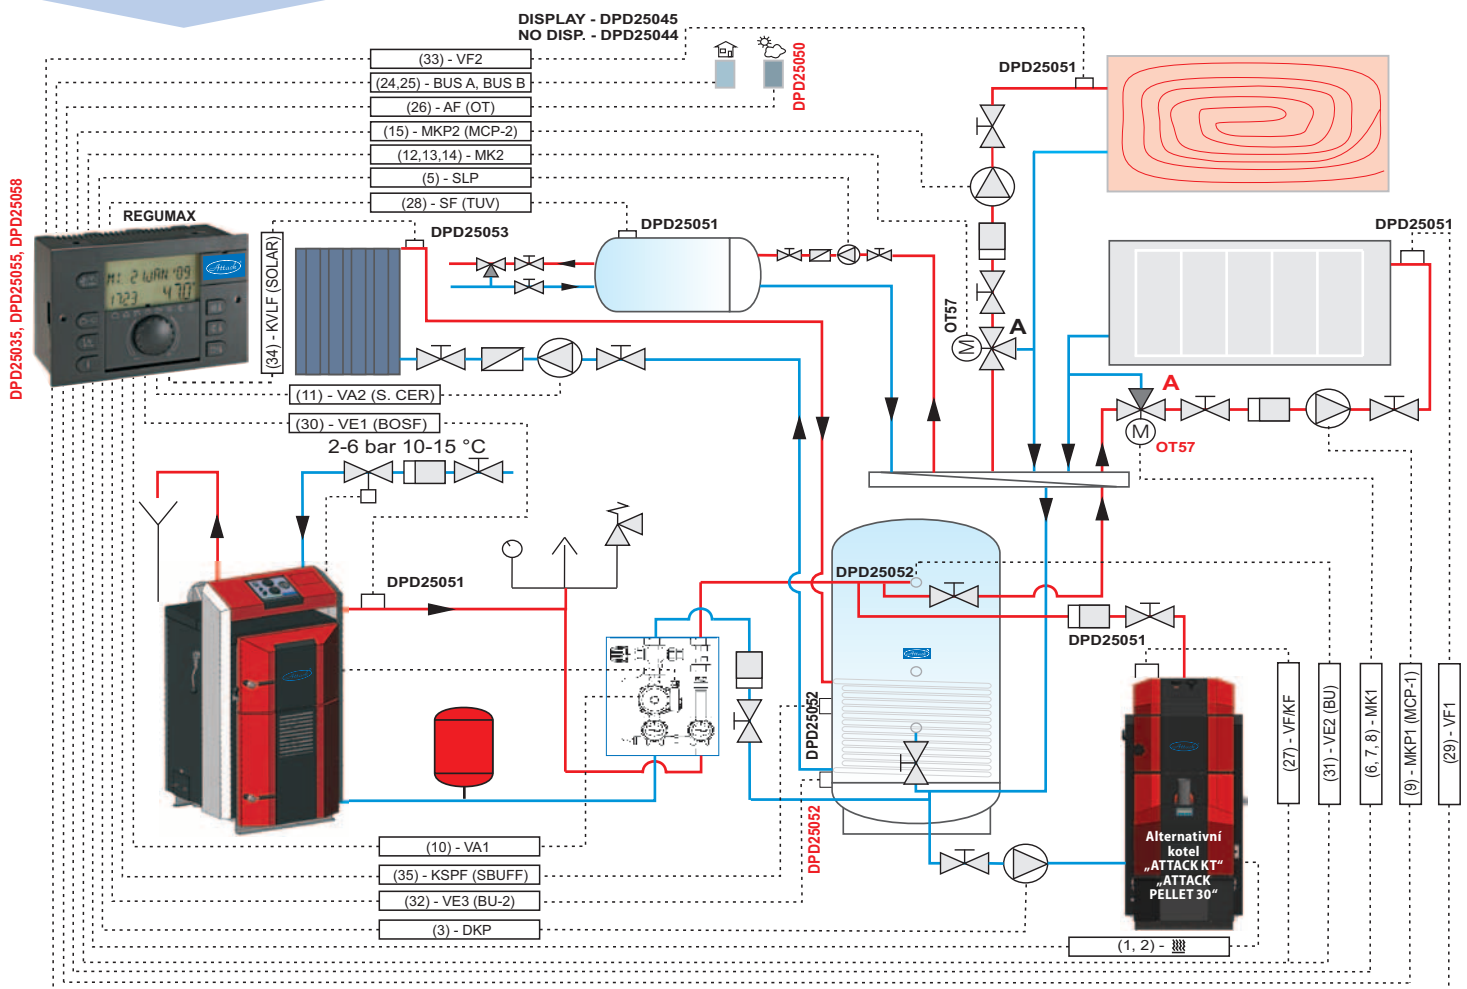 DISPLAY - DPD25045
NO DISP. - DPD25044
(33) - VF2
(24,25) - BUS A, BUS B
(26) - AF (OT)
(15) - MKP2 (MCP-2)
(12,13,14) - MK2
(5) - SLP
(28) - SF (TUV)
DPD25050
DPD25051
DPD25035, DPD25055, DPD25058
REGUMAX
Attack
(34) - KVLF (SOLAR)
DPD25053
DPD25051
DPD25051
OT57
A
M
(11) - VA2 (S. CER)
(30) - VE1 (BOSF)
2-6 bar 10-15 °C
A
M
OT57
DPD25051
DPD25052
DPD25051
Attack
Attack
DPD25052
DPD25052
Attack
Alternativní
kotel
„ATTACK KT“
„ATTACK
PELLET 30“
(27) - VF/KF
(31) - VE2 (BU)
(6, 7, 8) - MK1
(9) - MKP1 (MCP-1)
(29) - VF1
(10) - VA1
(35) - KSPF (SBUFF)
(32) - VE3 (BU-2)
(3) - DKP
(1, 2) -